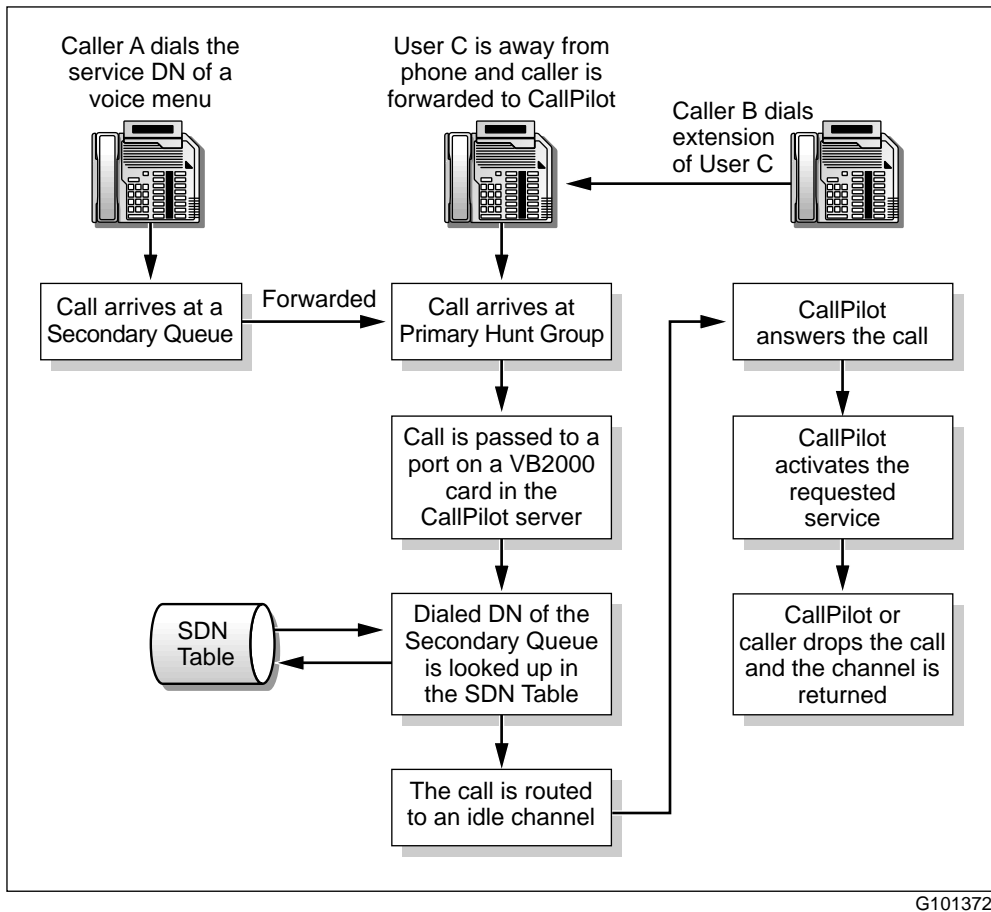 Caller A dials the
service DN of a
voice menu
User C is away from
phone and caller is
forwarded to CallPilot
Caller B dials
extension
of User C
Call arrives at a
Secondary Queue
Forwarded
Call arrives at
Primary Hunt Group
CallPilot
answers the call
Call is passed to a
port on a VB2000
card in the
CallPilot server
CallPilot
activates the
requested
service
SDN
Table
Dialed DN of the
Secondary Queue
is looked up in
the SDN Table
CallPilot or
caller drops the call
and the channel is
returned
The call is routed
to an idle channel
G101372